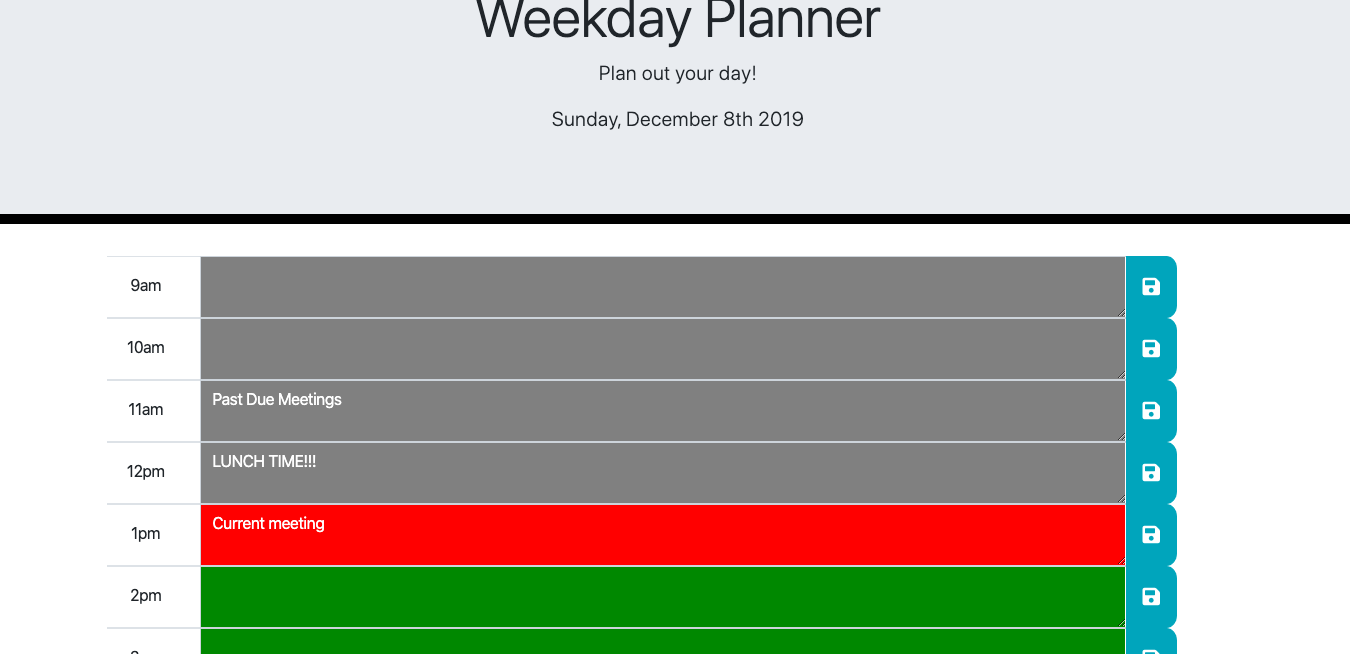 Weekday Planner
Plan out your day!
Sunday, December 8th 2019
9am
10am
11am Past Due Meetings
12pm LUNCH TIME!!!
1pm Current meeting
2pm